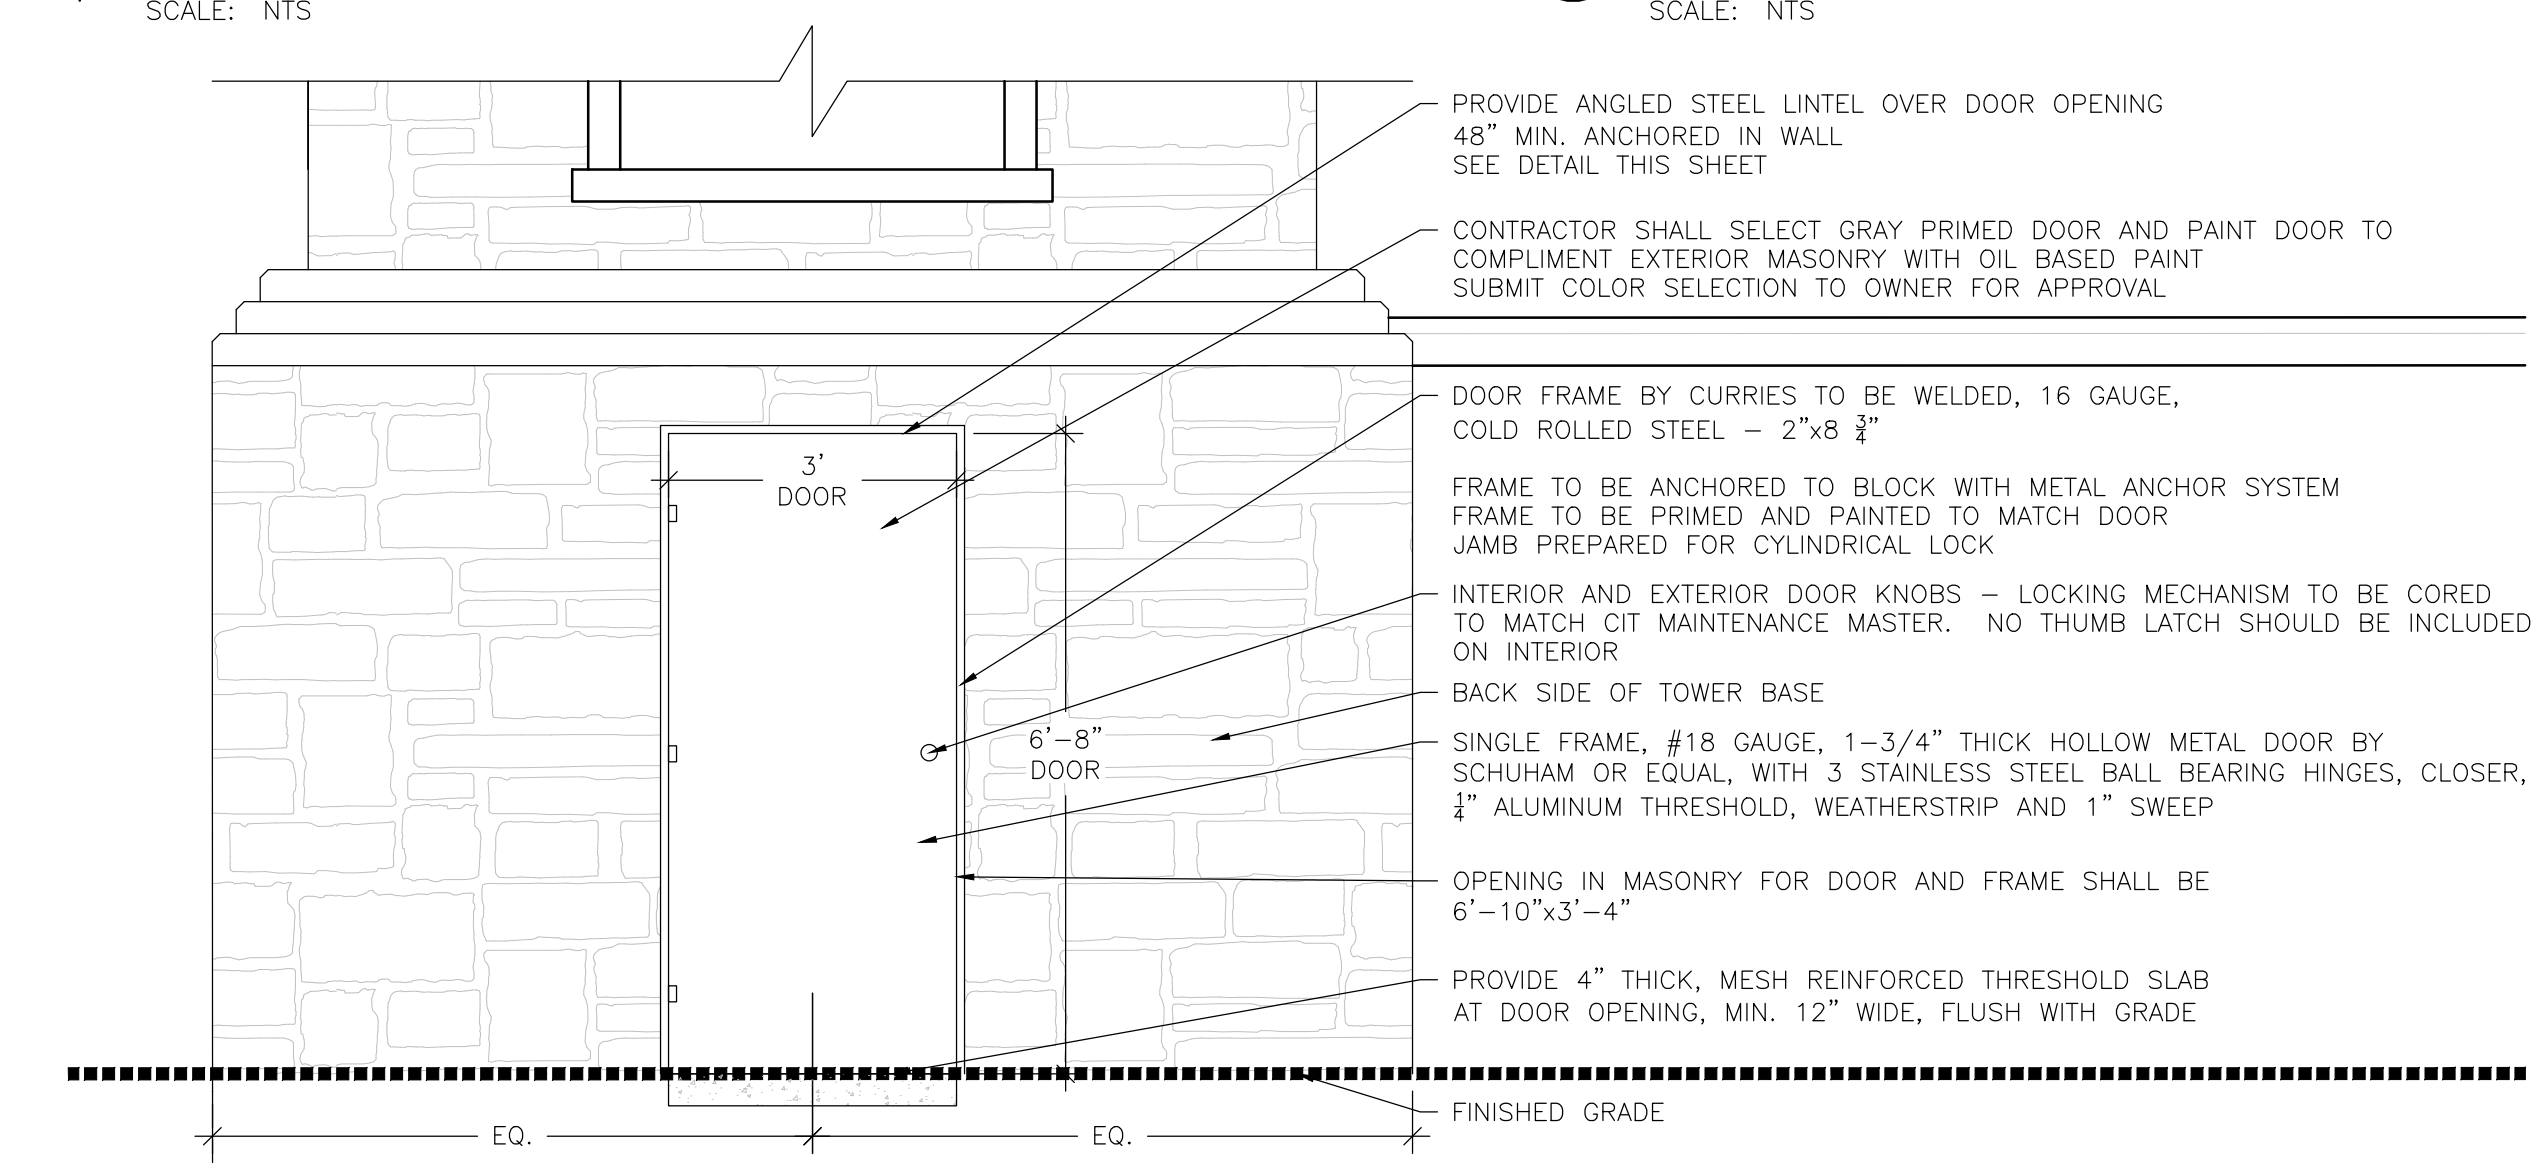 SCALE: NTS
SCALE: NTS
PROVIDE ANGLED STEEL LINTEL OVER DOOR OPENING
48" MIN. ANCHORED IN WALL
SEE DETAIL THIS SHEET
CONTRACTOR SHALL SELECT GRAY PRIMED DOOR AND PAINT DOOR TO
COMPLIMENT EXTERIOR MASONRY WITH OIL BASED PAINT
SUBMIT COLOR SELECTION TO OWNER FOR APPROVAL
DOOR FRAME BY CURRIES TO BE WELDED, 16 GAUGE,
COLD ROLLED STEEL – 2"x8 3/4"
3'
DOOR
FRAME TO BE ANCHORED TO BLOCK WITH METAL ANCHOR SYSTEM
FRAME TO BE PRIMED AND PAINTED TO MATCH DOOR
JAMB PREPARED FOR CYLINDRICAL LOCK
INTERIOR AND EXTERIOR DOOR KNOBS – LOCKING MECHANISM TO BE CORED
TO MATCH CIT MAINTENANCE MASTER. NO THUMB LATCH SHOULD BE INCLUDED
ON INTERIOR
BACK SIDE OF TOWER BASE
6'–8"
DOOR
SINGLE FRAME, #18 GAUGE, 1–3/4" THICK HOLLOW METAL DOOR BY
SCHUHAM OR EQUAL, WITH 3 STAINLESS STEEL BALL BEARING HINGES, CLOSER,
1/4" ALUMINUM THRESHOLD, WEATHERSTRIP AND 1" SWEEP
OPENING IN MASONRY FOR DOOR AND FRAME SHALL BE
6'–10"x3'–4"
PROVIDE 4" THICK, MESH REINFORCED THRESHOLD SLAB
AT DOOR OPENING, MIN. 12" WIDE, FLUSH WITH GRADE
FINISHED GRADE
EQ.
EQ.